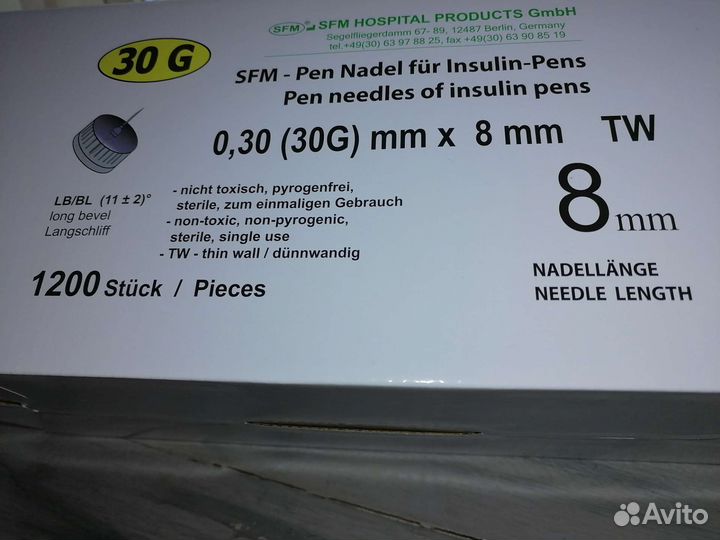 SFM SFM HOSPITAL PRODUCTS GmbH
Segelfliegerdamm 67- 89, 12487 Berlin, Germany
tel.+49(30) 63 97 88 25, fax +49(30) 63 90 85 19
30 G
SFM - Pen Nadel für Insulin-Pens
Pen needles of insulin pens
0,30 (30G) mm x 8 mm TW
LB/BL (11 ± 2)°
long bevel
Langschliff
- nicht toxisch, pyrogenfrei,
sterile, zum einmaligen Gebrauch
- non-toxic, non-pyrogenic,
sterile, single use
- TW - thin wall / dünnwandig
8 mm
NADELLÄNGE
NEEDLE LENGTH
1200 Stück / Pieces
Avito